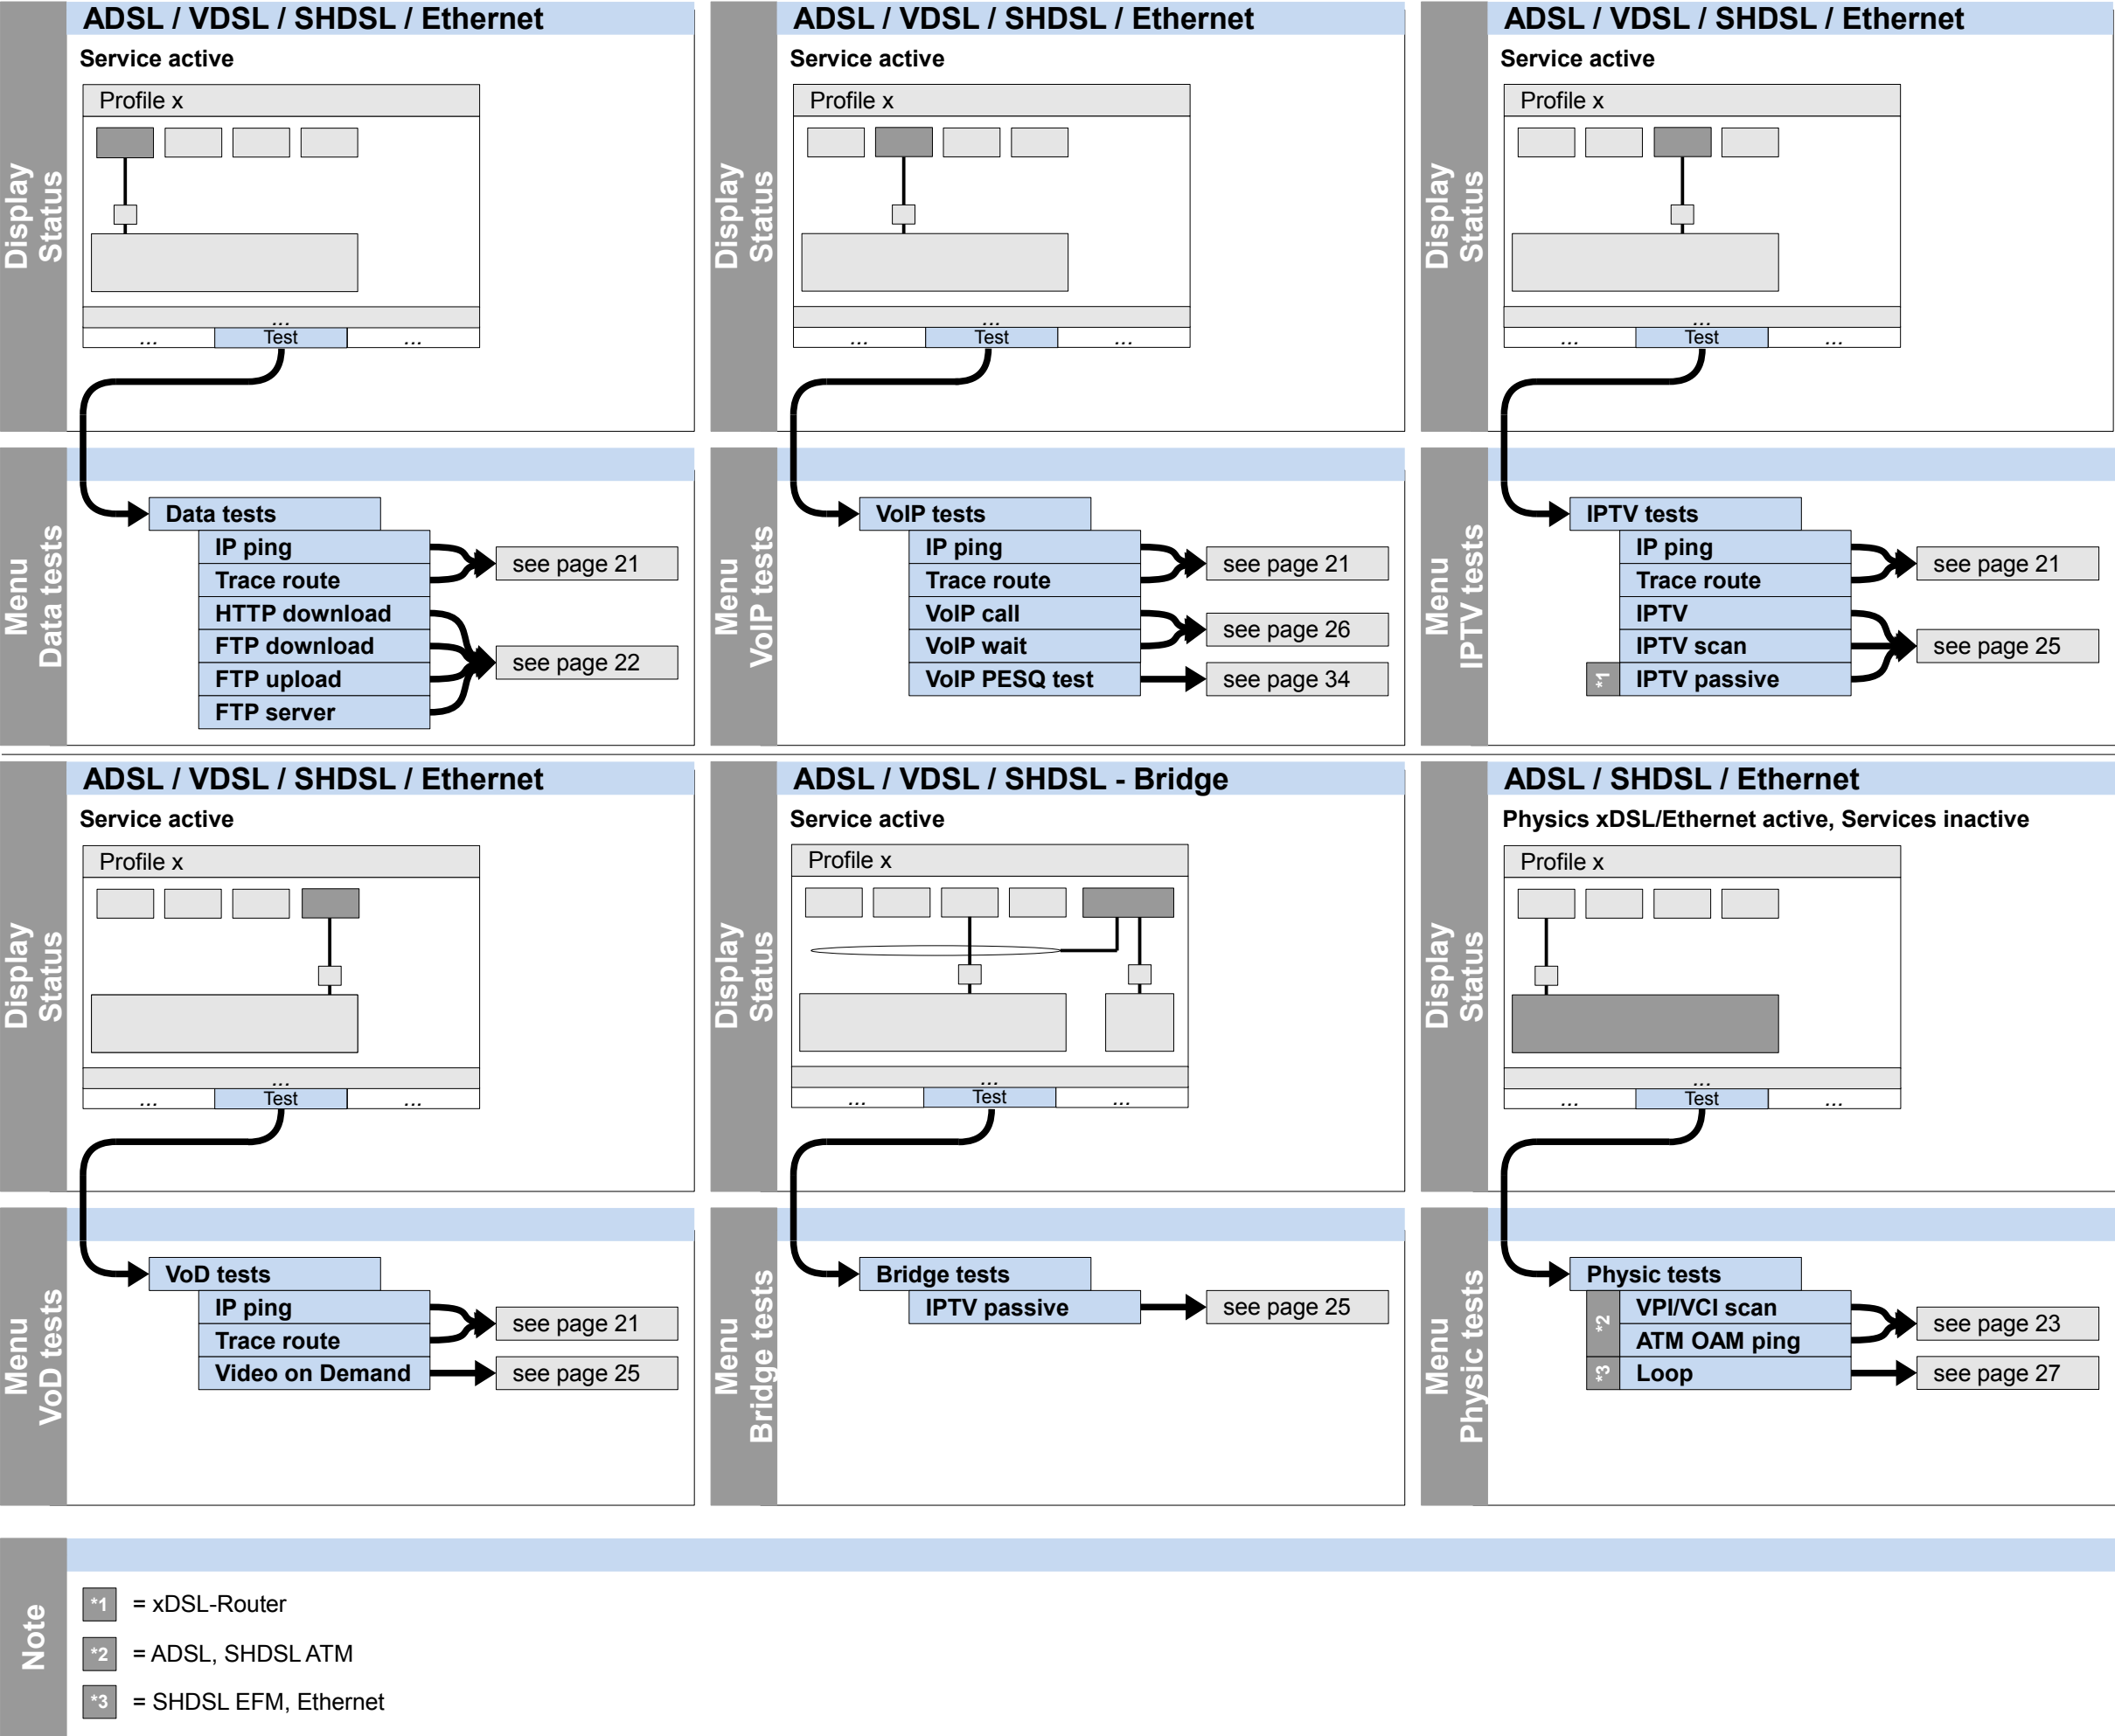 ADSL / VDSL / SHDSL / Ethernet
Service active
Display
Status
Profile x
...
... Test ...
Menu
Data tests
Data tests
IP ping
Trace route
see page 21
HTTP download
FTP download
FTP upload
FTP server
see page 22
ADSL / VDSL / SHDSL / Ethernet
Service active
Display
Status
Profile x
...
... Test ...
Menu
VoIP tests
VoIP tests
IP ping
Trace route
see page 21
VoIP call
VoIP wait
see page 26
VoIP PESQ test
see page 34
ADSL / VDSL / SHDSL / Ethernet
Service active
Display
Status
Profile x
...
... Test ...
Menu
IPTV tests
IPTV tests
IP ping
Trace route
see page 21
IPTV
IPTV scan
*1 IPTV passive
see page 25
ADSL / VDSL / SHDSL / Ethernet
Service active
Display
Status
Profile x
...
... Test ...
Menu
VoD tests
VoD tests
IP ping
Trace route
see page 21
Video on Demand
see page 25
ADSL / VDSL / SHDSL - Bridge
Service active
Display
Status
Profile x
...
... Test ...
Menu
Bridge tests
Bridge tests
IPTV passive
see page 25
ADSL / SHDSL / Ethernet
Physics xDSL/Ethernet active, Services inactive
Display
Status
Profile x
...
... Test ...
Menu
Physic tests
Physic tests
*2 VPI/VCI scan
ATM OAM ping
see page 23
*3 Loop
see page 27
Note
*1 = xDSL-Router
*2 = ADSL, SHDSL ATM
*3 = SHDSL EFM, Ethernet